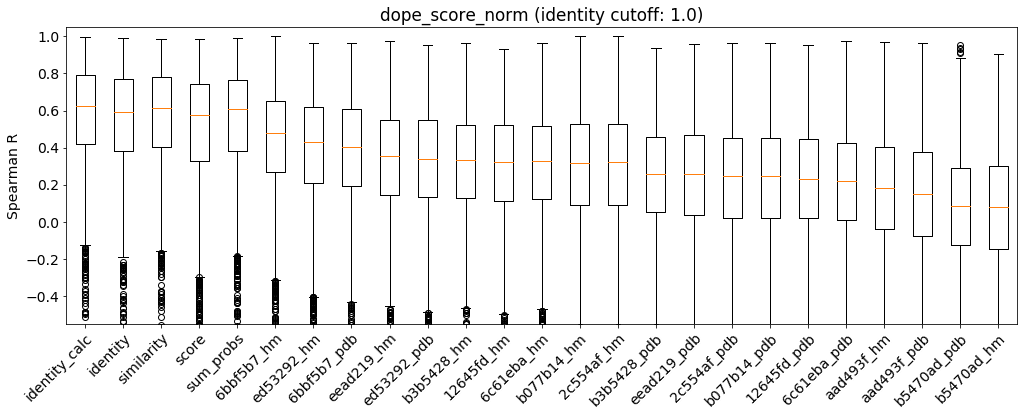 dope_score_norm (identity cutoff: 1.0)
Spearman R
1.0
0.8
0.6
0.4
0.2
0.0
−0.2
−0.4
identity_calc
identity
similarity
score
sum_probs
6bbf5b7_hm
ed53292_hm
6bbf5b7_pdb
eead219_hm
ed53292_pdb
b3b5428_hm
12645fd_hm
6c61eba_hm
b077b14_hm
2c554af_hm
b3b5428_pdb
eead219_pdb
2c554af_pdb
b077b14_pdb
12645fd_pdb
6c61eba_pdb
aad493f_hm
aad493f_pdb
b5470ad_pdb
b5470ad_hm